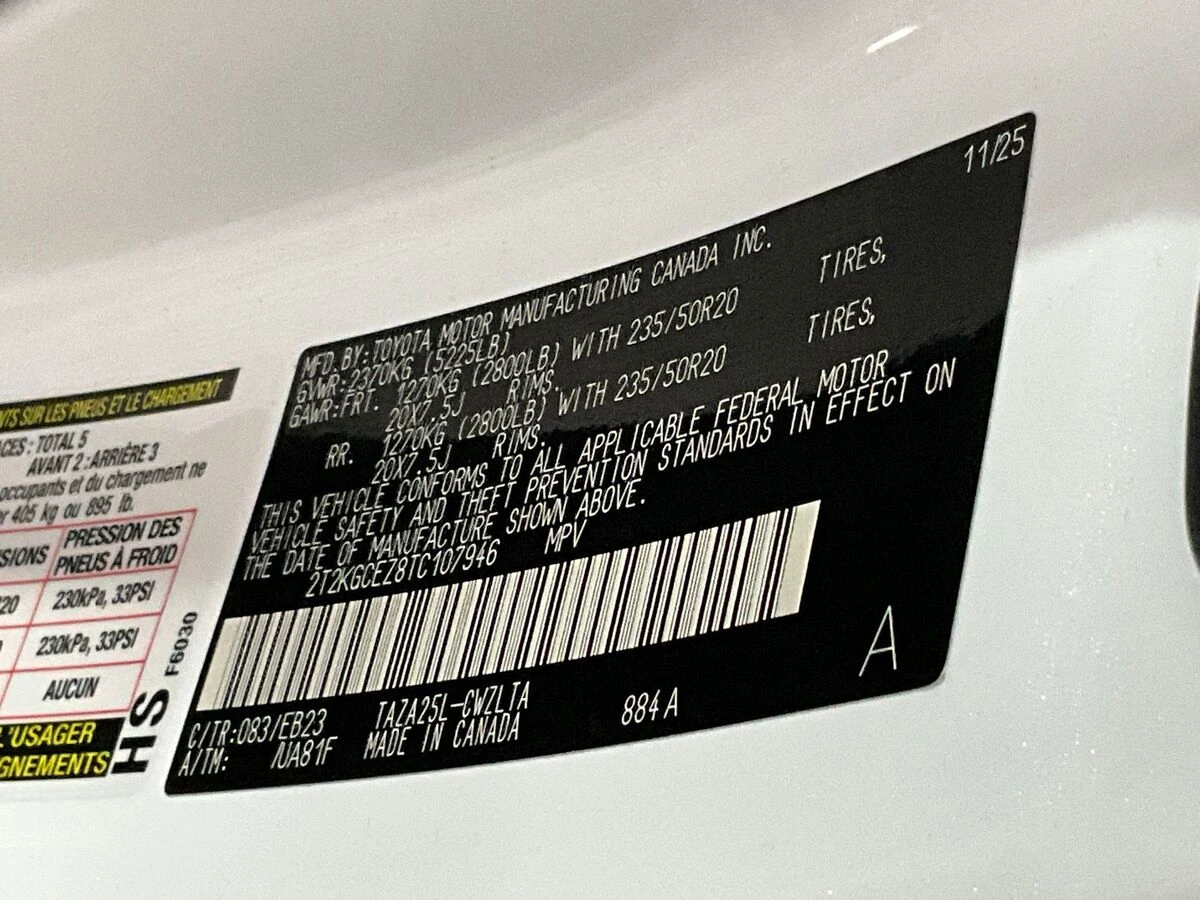 11/25
MFD. BY: TOYOTA MOTOR MANUFACTURING CANADA INC.
GVWR: 2370KG (5225LB)
GAWR: FRT. 1270KG (2800LB) WITH 235/50R20 TIRES,
20X7.5J RIMS.
RR. 1270KG (2800LB) WITH 235/50R20 TIRES,
20X7.5J RIMS.
THIS VEHICLE CONFORMS TO ALL APPLICABLE FEDERAL MOTOR
VEHICLE SAFETY AND THEFT PREVENTION STANDARDS IN EFFECT ON
THE DATE OF MANUFACTURE SHOWN ABOVE.
2T2KGCEZ8TC107946 MPV
A
C/TR: 083/EB23 TAZA25L-CWZLTA 884A
A/TM: /UA81F MADE IN CANADA
SUR LES PNEUS ET LE CHARGEMENT
: TOTAL 5
AVANT 2 : ARRIÈRE 3
occupants et du chargement ne
405 kg ou 895 lb.
PRESSION DES
PNEUS À FROID
20 230kPa, 33PSI
230kPa, 33PSI
AUCUN
L'USAGER
HS F6030